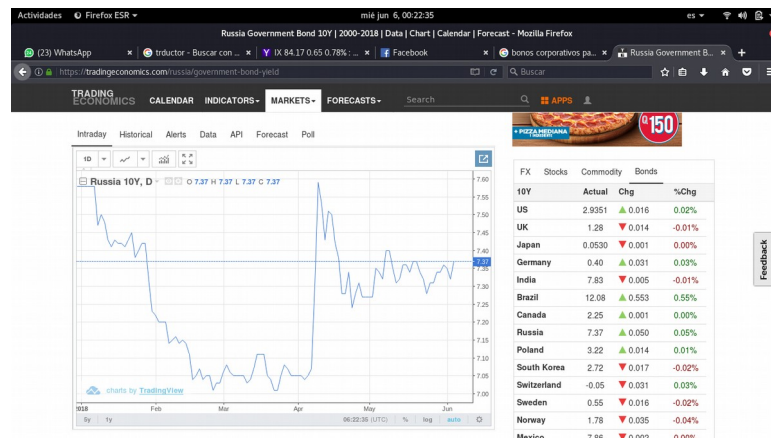 Actividades Firefox ESR mié jun 6, 00:22:35 es
Russia Government Bond 10Y | 2000-2018 | Data | Chart | Calendar | Forecast - Mozilla Firefox
(23) WhatsApp × trductor - Buscar con ... × IX 84.17 0.65 0.78% : ... × Facebook × bonos corporativos pa... × Russia Government B... × +
https://tradingeconomics.com/russia/government-bond-yield Buscar
TRADING
ECONOMICS CALENDAR INDICATORS MARKETS FORECASTS Search APPS
Intraday Historical Alerts Data API Forecast Poll
+ PIZZA MEDIANA
Q150
1D
Russia 10Y, D O 7.37 H 7.37 L 7.37 C 7.37
7.60
7.55
7.50
7.45
7.40
7.37
7.35
7.30
7.25
7.20
7.15
7.10
7.05
7.00
charts by TradingView
2018 Feb Mar Apr May Jun
5y 1y 06:22:35 (UTC) % log auto
FX Stocks Commodity Bonds
10Y Actual Chg %Chg
US 2.9351 0.016 0.02%
UK 1.28 0.014 -0.01%
Japan 0.0530 0.001 0.00%
Germany 0.40 0.031 0.03%
India 7.83 0.005 -0.01%
Brazil 12.08 0.553 0.55%
Canada 2.25 0.001 0.00%
Russia 7.37 0.050 0.05%
Poland 3.22 0.014 0.01%
South Korea 2.72 0.017 -0.02%
Switzerland -0.05 0.031 0.03%
Sweden 0.55 0.016 -0.02%
Norway 1.78 0.035 -0.04%
Mexico 7.86 0.002 0.00%
Feedback